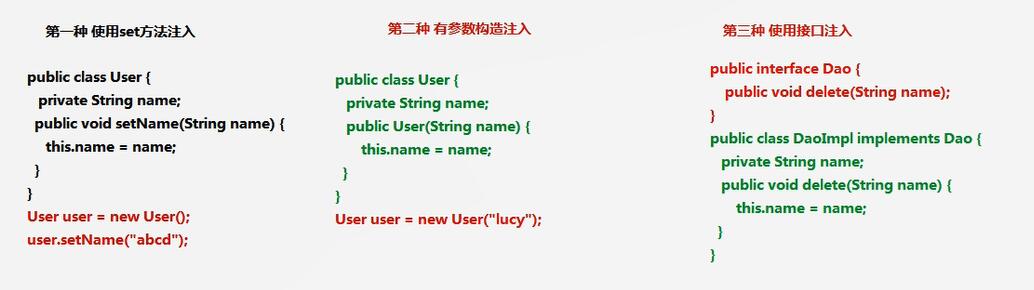 第一种 使用set方法注入
public class User {
private String name;
public void setName(String name) {
this.name = name;
}
}
User user = new User();
user.setName("abcd");
第二种 有参数构造注入
public class User {
private String name;
public User(String name) {
this.name = name;
}
}
User user = new User("lucy");
第三种 使用接口注入
public interface Dao {
public void delete(String name);
}
public class DaoImpl implements Dao {
private String name;
public void delete(String name) {
this.name = name;
}
}